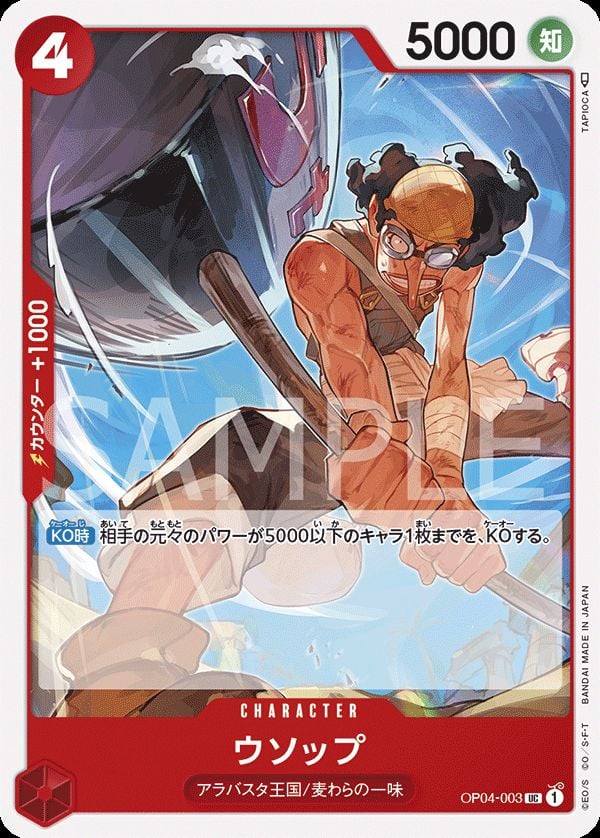 4
5000 知
TAPIOCA
カウンター +1000
SAMPLE
KO時 相手の元々のパワーが5000以下のキャラ1枚までを、KOする。
CHARACTER
ウソップ
アラバスタ王国/麦わらの一味
OP04-003 UC 1
©E.O/S ©O/S・F・T BANDAI MADE IN JAPAN